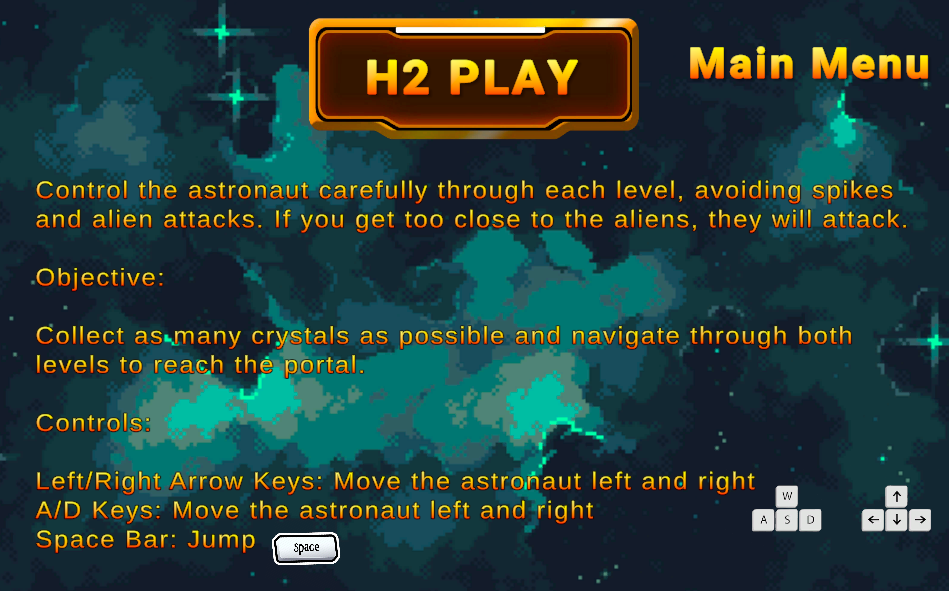 H2 PLAY
Main Menu
Control the astronaut carefully through each level, avoiding spikes
and alien attacks. If you get too close to the aliens, they will attack.
Objective:
Collect as many crystals as possible and navigate through both
levels to reach the portal.
Controls:
Left/Right Arrow Keys: Move the astronaut left and right
A/D Keys: Move the astronaut left and right
Space Bar: Jump
Space
W
A S D
↑
← ↓ →